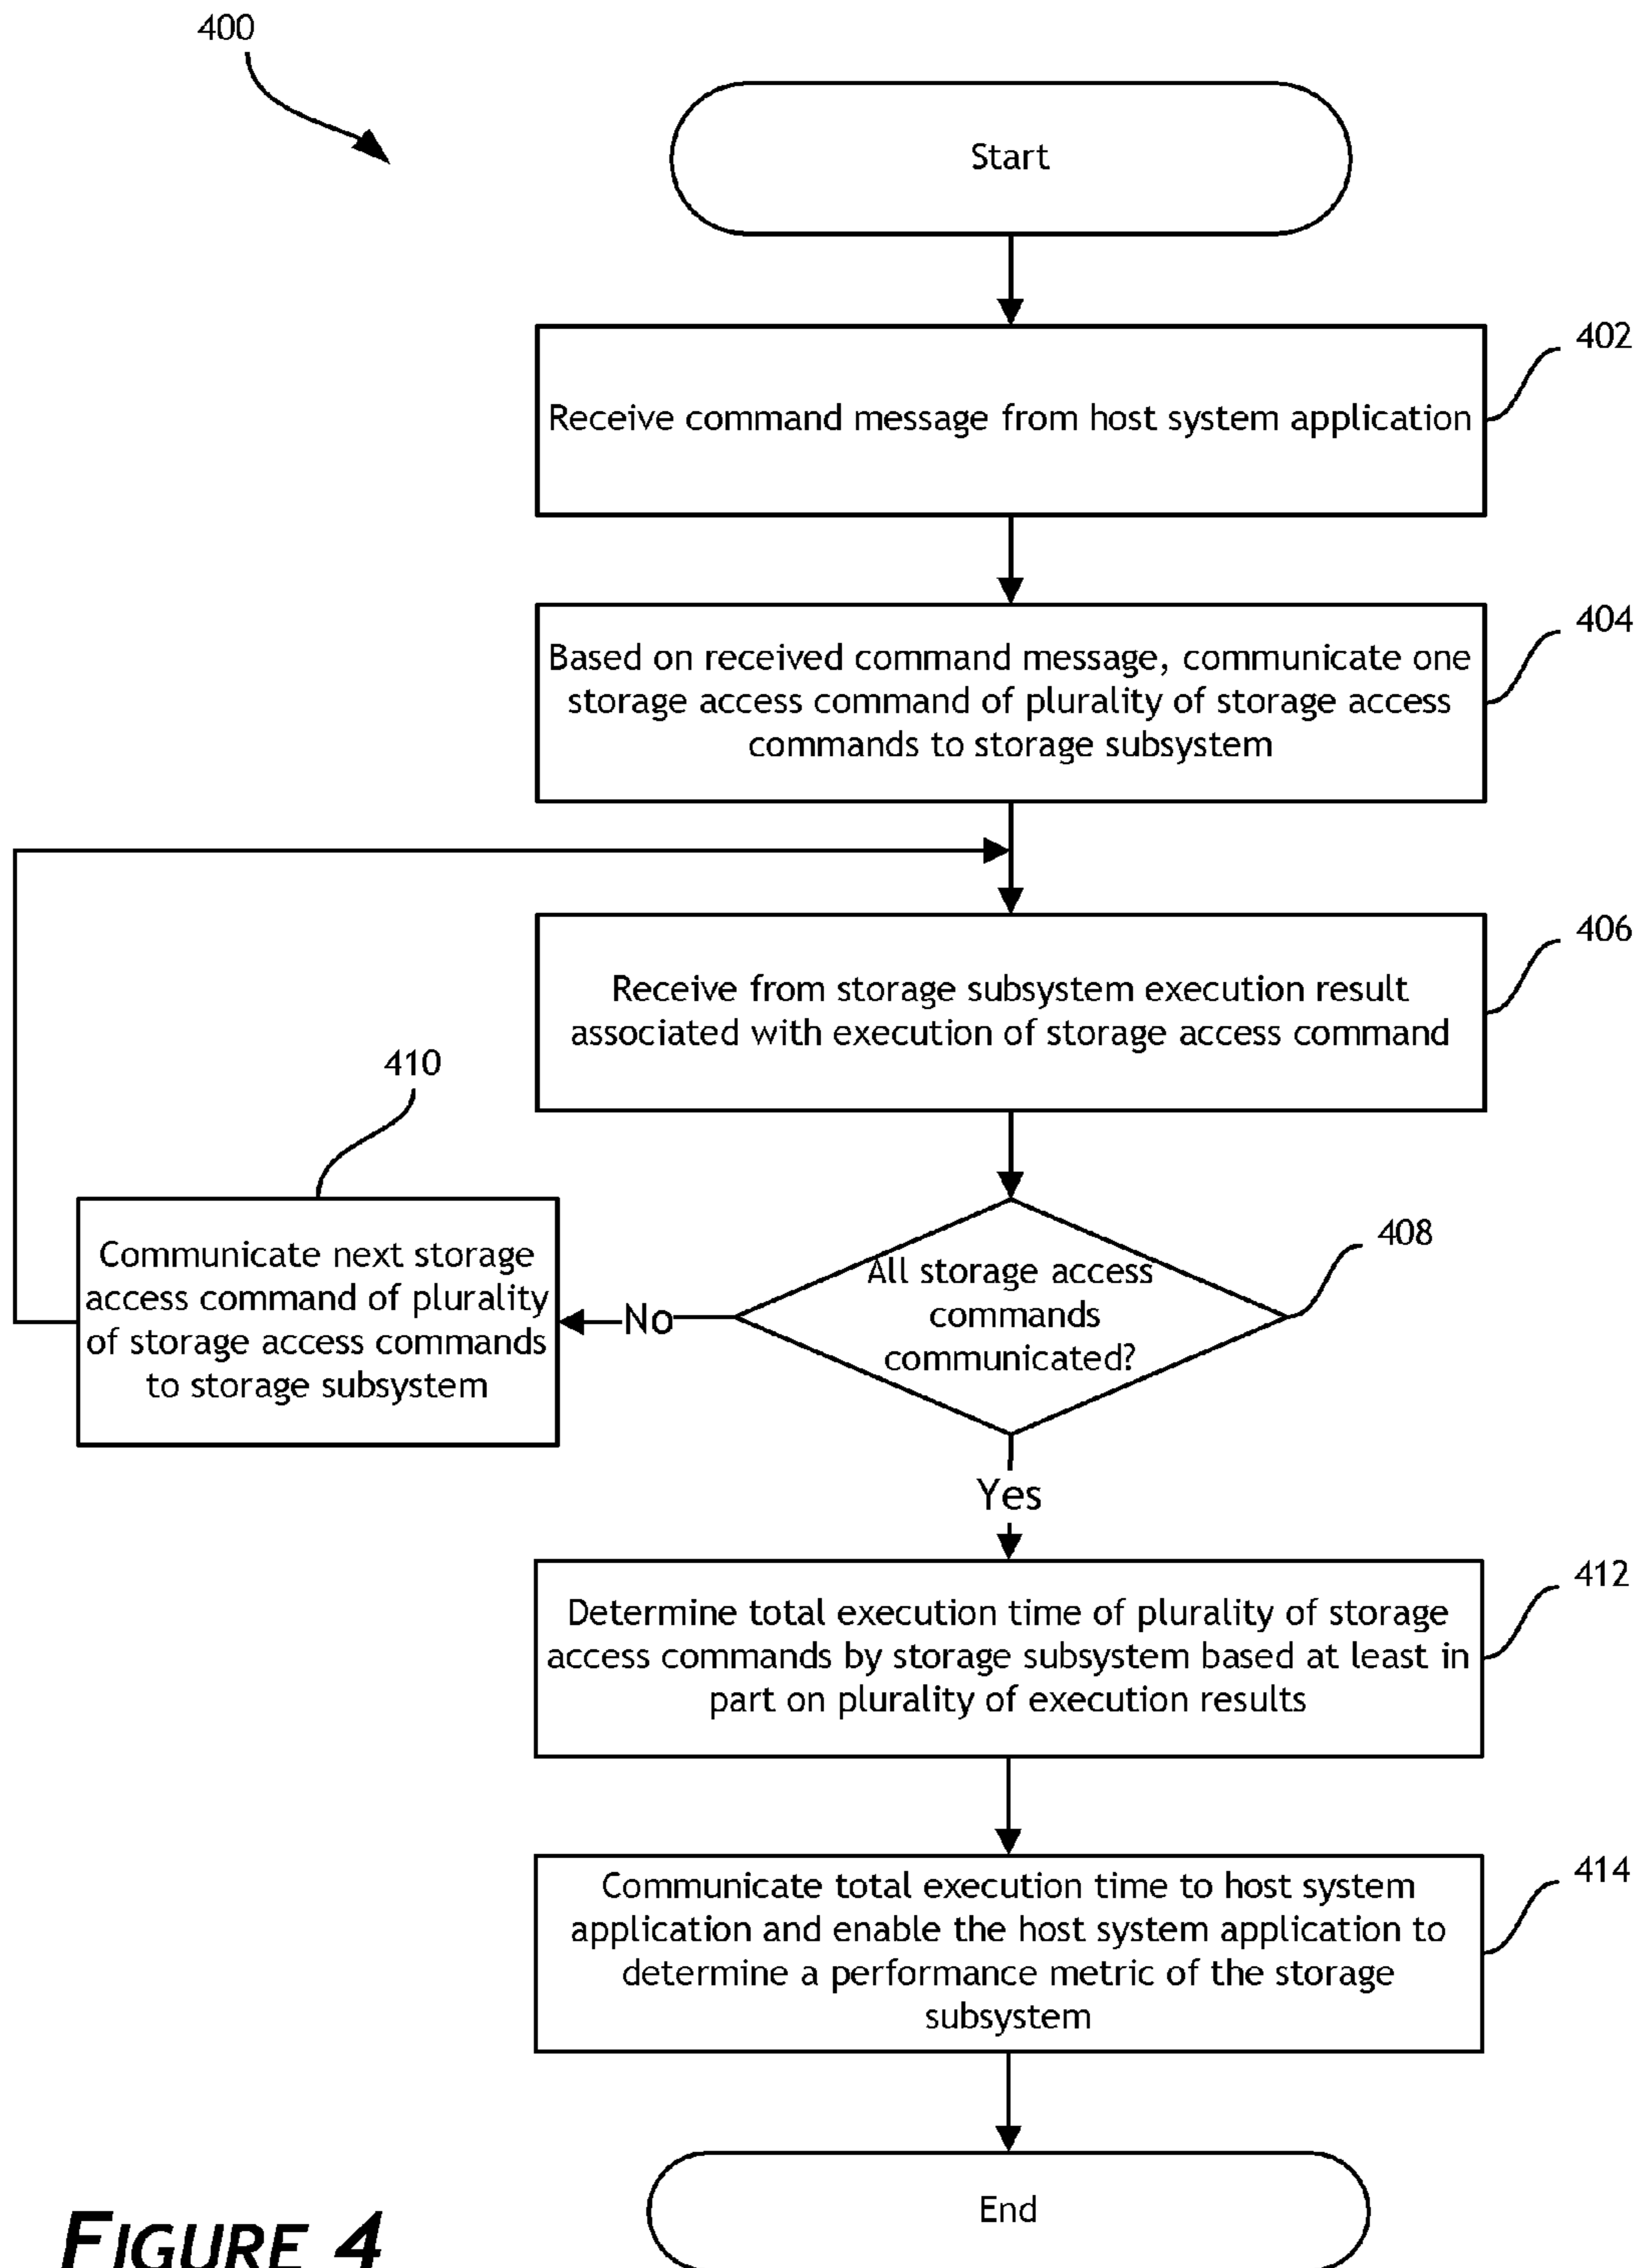 400
Start
402
Receive command message from host system application
404
Based on received command message, communicate one
storage access command of plurality of storage access
commands to storage subsystem
406
Receive from storage subsystem execution result
associated with execution of storage access command
410
Communicate next storage
access command of plurality
of storage access commands
to storage subsystem
No
408
All storage access
commands
communicated?
Yes
412
Determine total execution time of plurality of storage
access commands by storage subsystem based at least in
part on plurality of execution results
414
Communicate total execution time to host system
application and enable the host system application to
determine a performance metric of the storage
subsystem
End
FIGURE 4